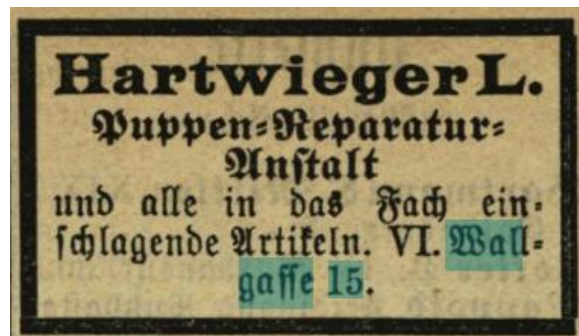 Hartwieger L.
Puppen-Reparatur-
Anstalt
und alle in das Fach ein-
schlagende Artikeln. VI. Wall-
gasse 15.